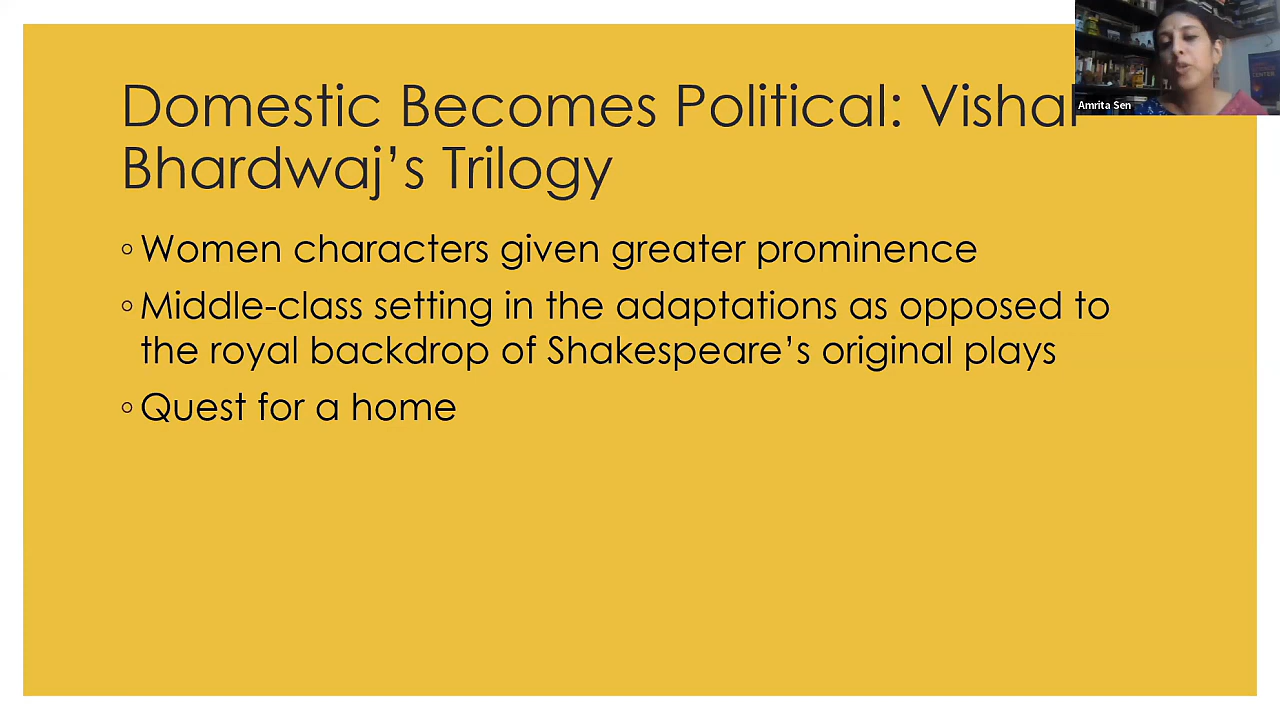 Domestic Becomes Political: Vishal
Bhardwaj’s Trilogy
◦ Women characters given greater prominence
◦ Middle-class setting in the adaptations as opposed to
the royal backdrop of Shakespeare’s original plays
◦ Quest for a home
Amrita Sen